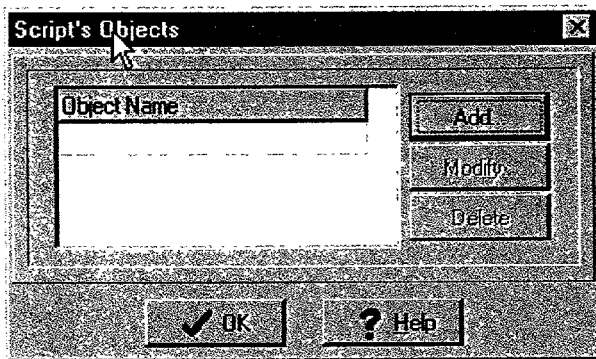 Script's Objects
Object Name
Add...
Modify...
Delete
OK
Help